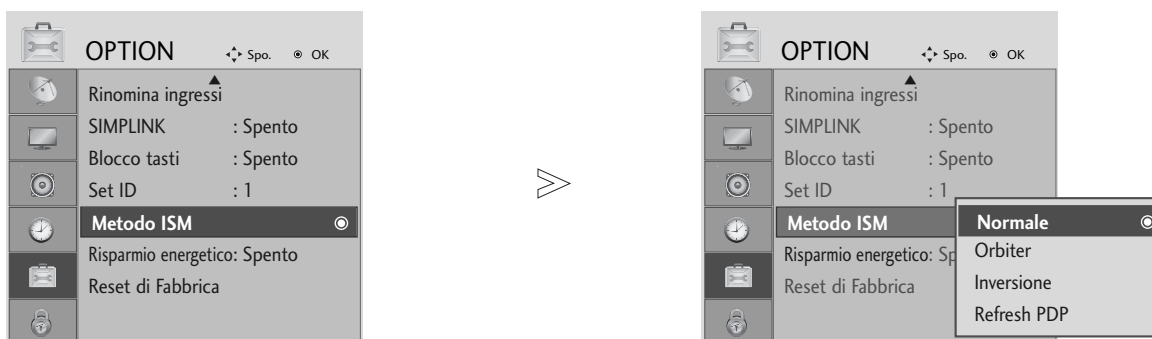 OPTION Spo. OK
Rinomina ingressi
SIMPLINK : Spento
Blocco tasti : Spento
Set ID : 1
Metodo ISM
Risparmio energetico: Spento
Reset di Fabbrica
OPTION Spo. OK
Rinomina ingressi
SIMPLINK : Spento
Blocco tasti : Spento
Set ID : 1
Metodo ISM
Risparmio energetico: Sp
Reset di Fabbrica
Normale
Orbiter
Inversione
Refresh PDP